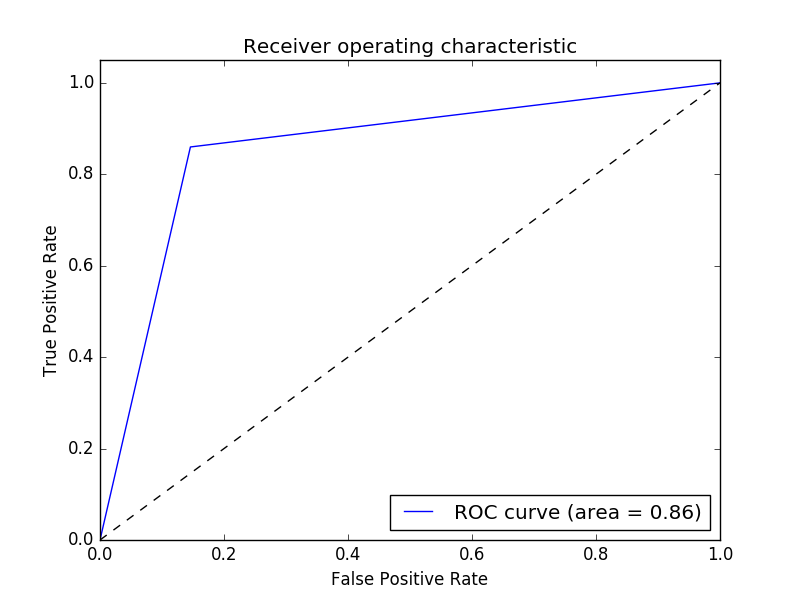 Receiver operating characteristic
True Positive Rate
1.0
0.8
0.6
0.4
0.2
0.0
ROC curve (area = 0.86)
0.0 0.2 0.4 0.6 0.8 1.0
False Positive Rate